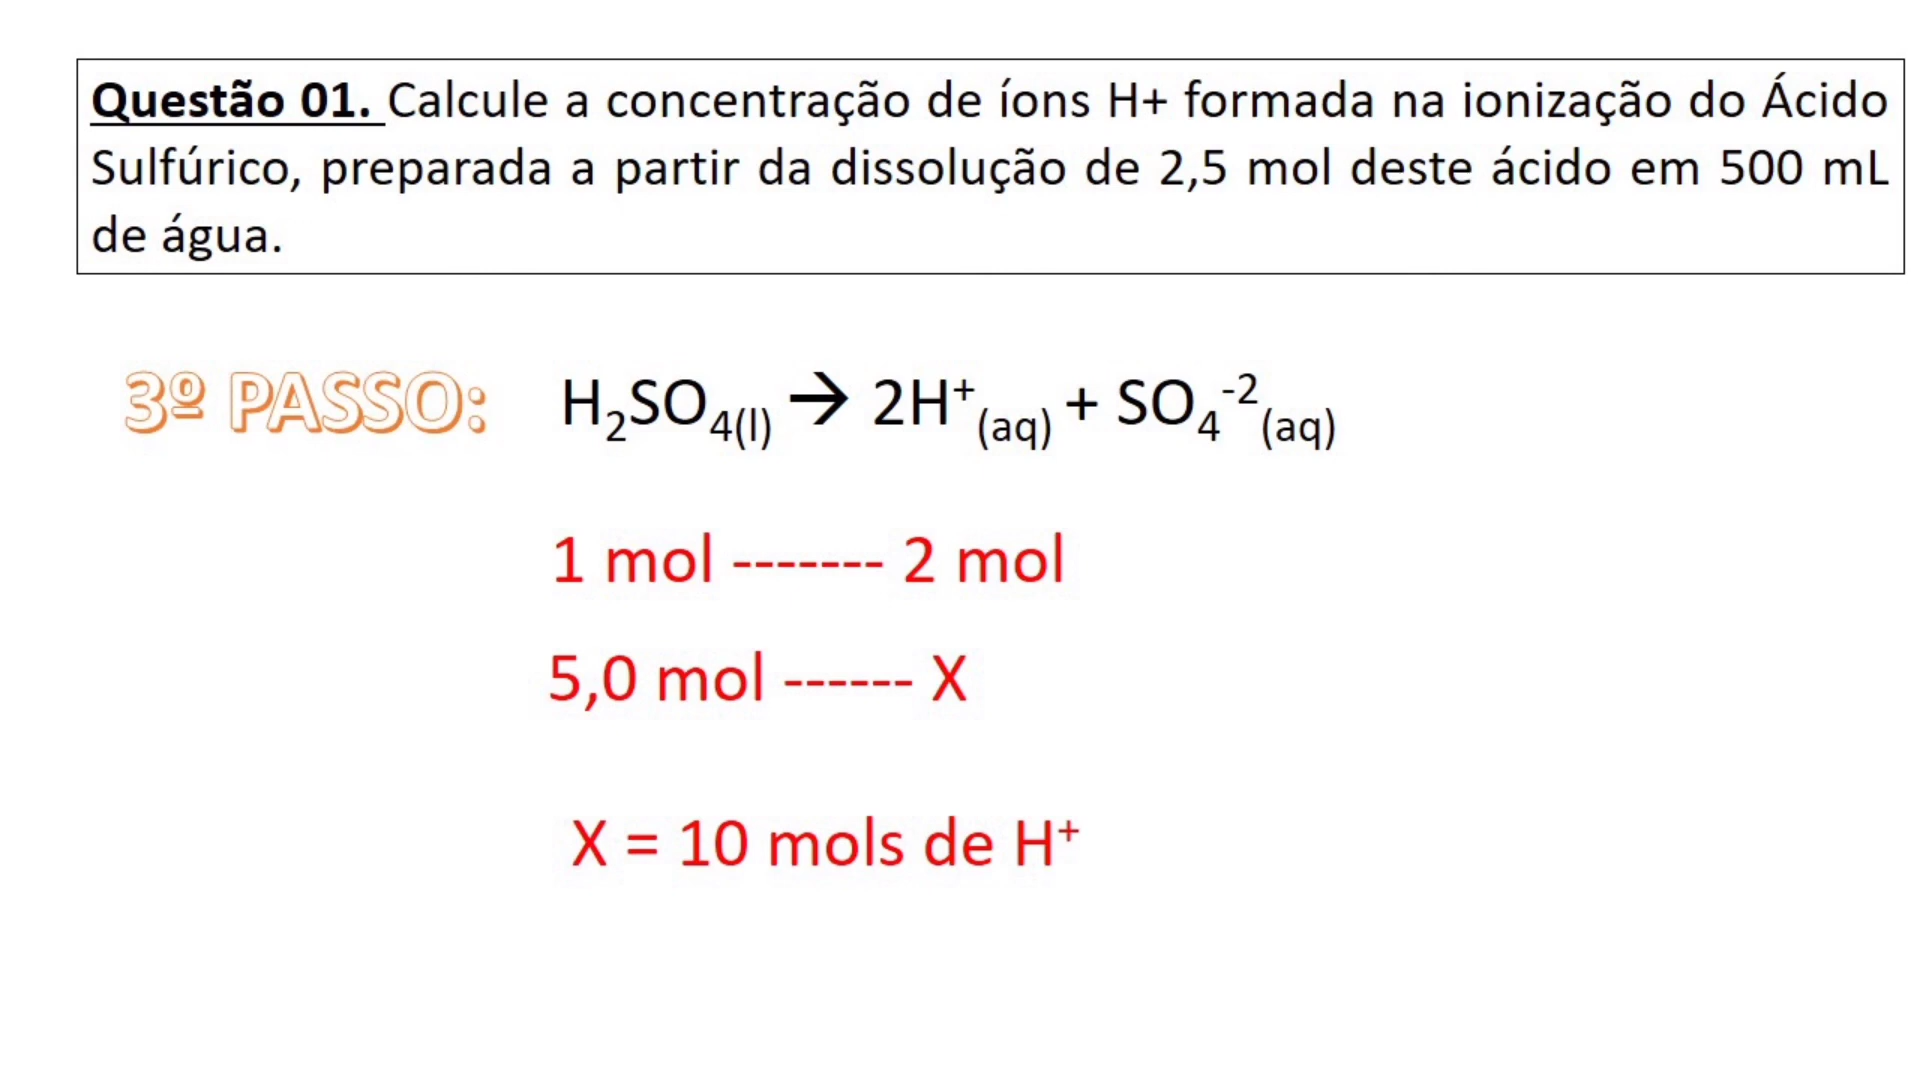 Questão 01. Calcule a concentração de íons H+ formada na ionização do Ácido
Sulfúrico, preparada a partir da dissolução de 2,5 mol deste ácido em 500 mL
de água.
3º PASSO: H₂SO₄₍ₗ₎ → 2H⁺(aq) + SO₄⁻²(aq)
1 mol ------- 2 mol
5,0 mol ------ X
X = 10 mols de H⁺